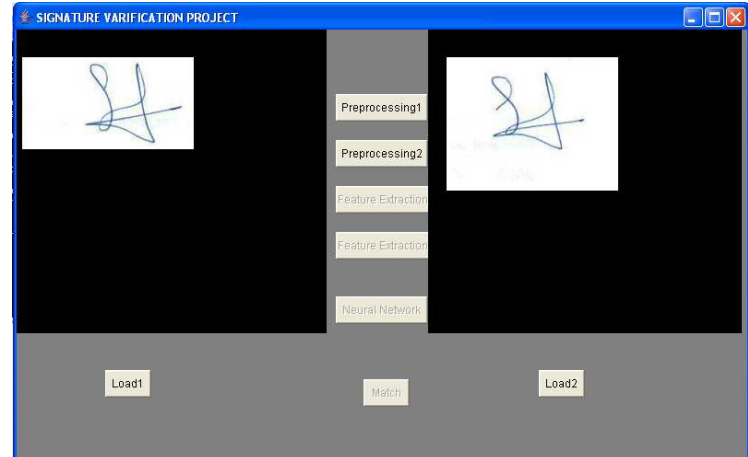 SIGNATURE VARIFICATION PROJECT
Preprocessing1
Preprocessing2
Feature Extraction
Feature Extraction
Neural Network
Load1
Match
Load2